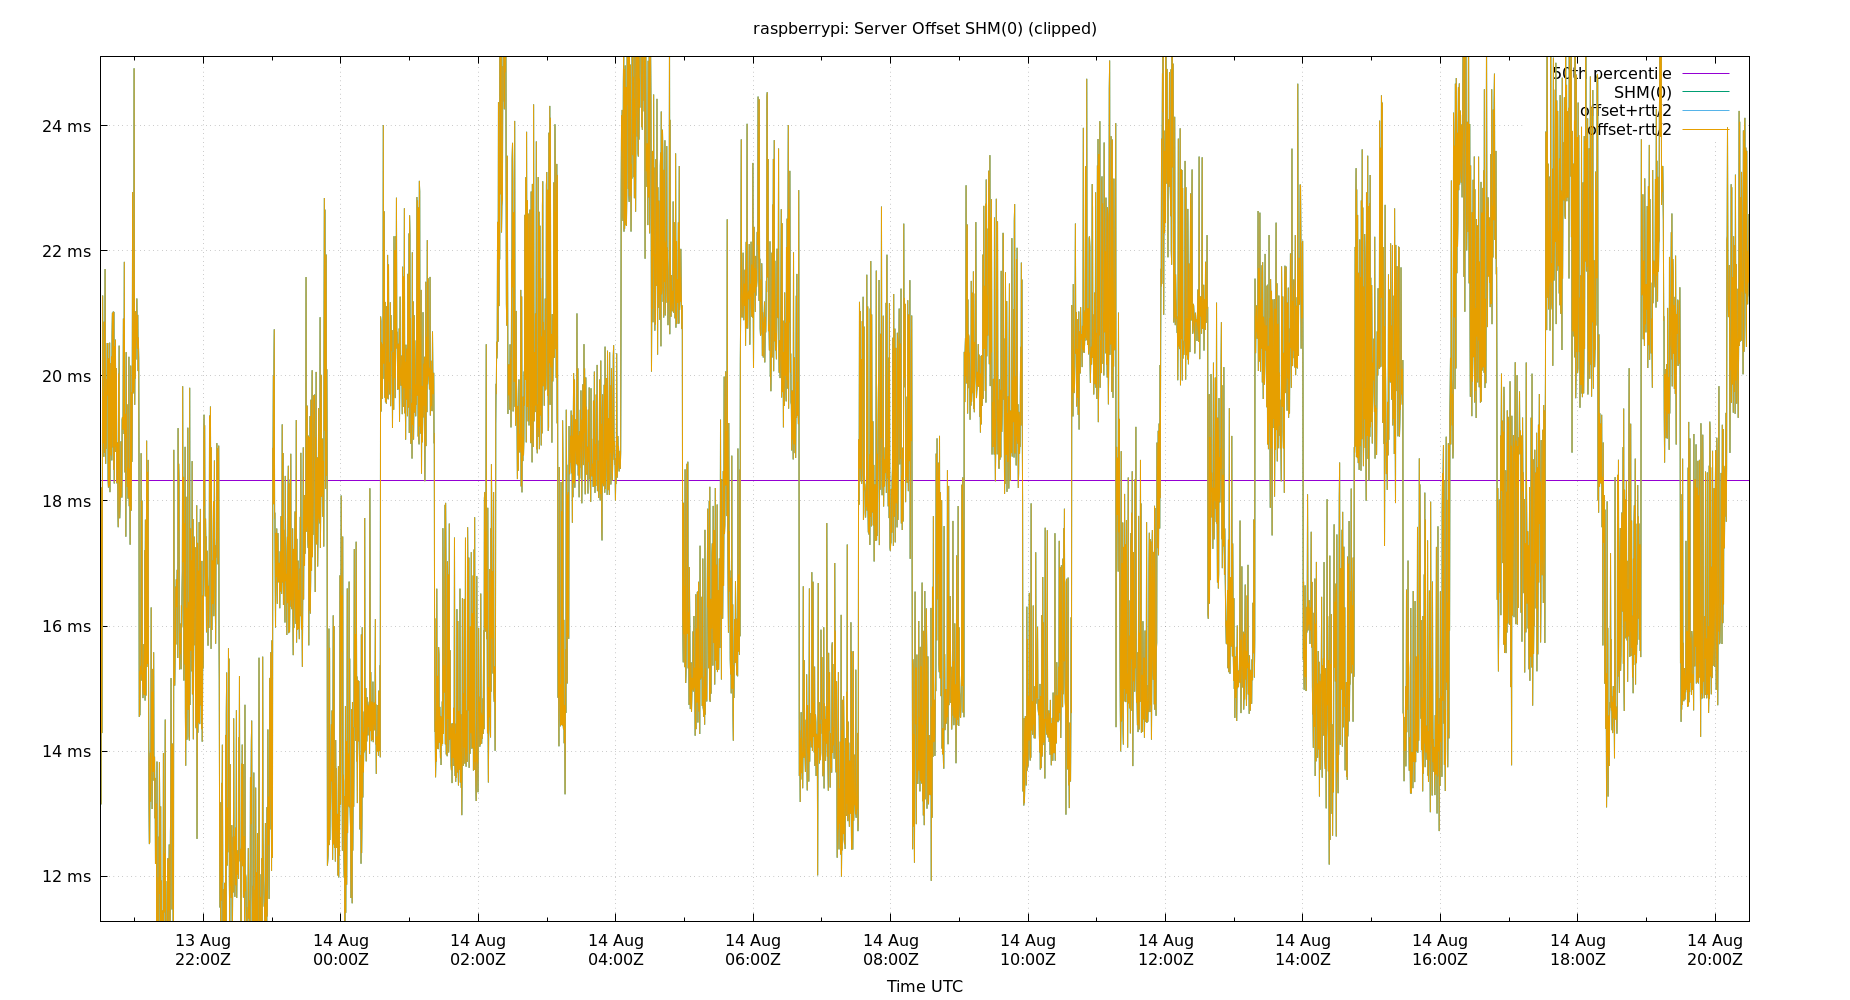 raspberrypi: Server Offset SHM(0) (clipped)
50th percentile
SHM(0)
offset+rtt/2
offset-rtt/2
24 ms
22 ms
20 ms
18 ms
16 ms
14 ms
12 ms
13 Aug 14 Aug 14 Aug 14 Aug 14 Aug 14 Aug 14 Aug 14 Aug 14 Aug 14 Aug 14 Aug 14 Aug
22:00Z 00:00Z 02:00Z 04:00Z 06:00Z 08:00Z 10:00Z 12:00Z 14:00Z 16:00Z 18:00Z 20:00Z
Time UTC